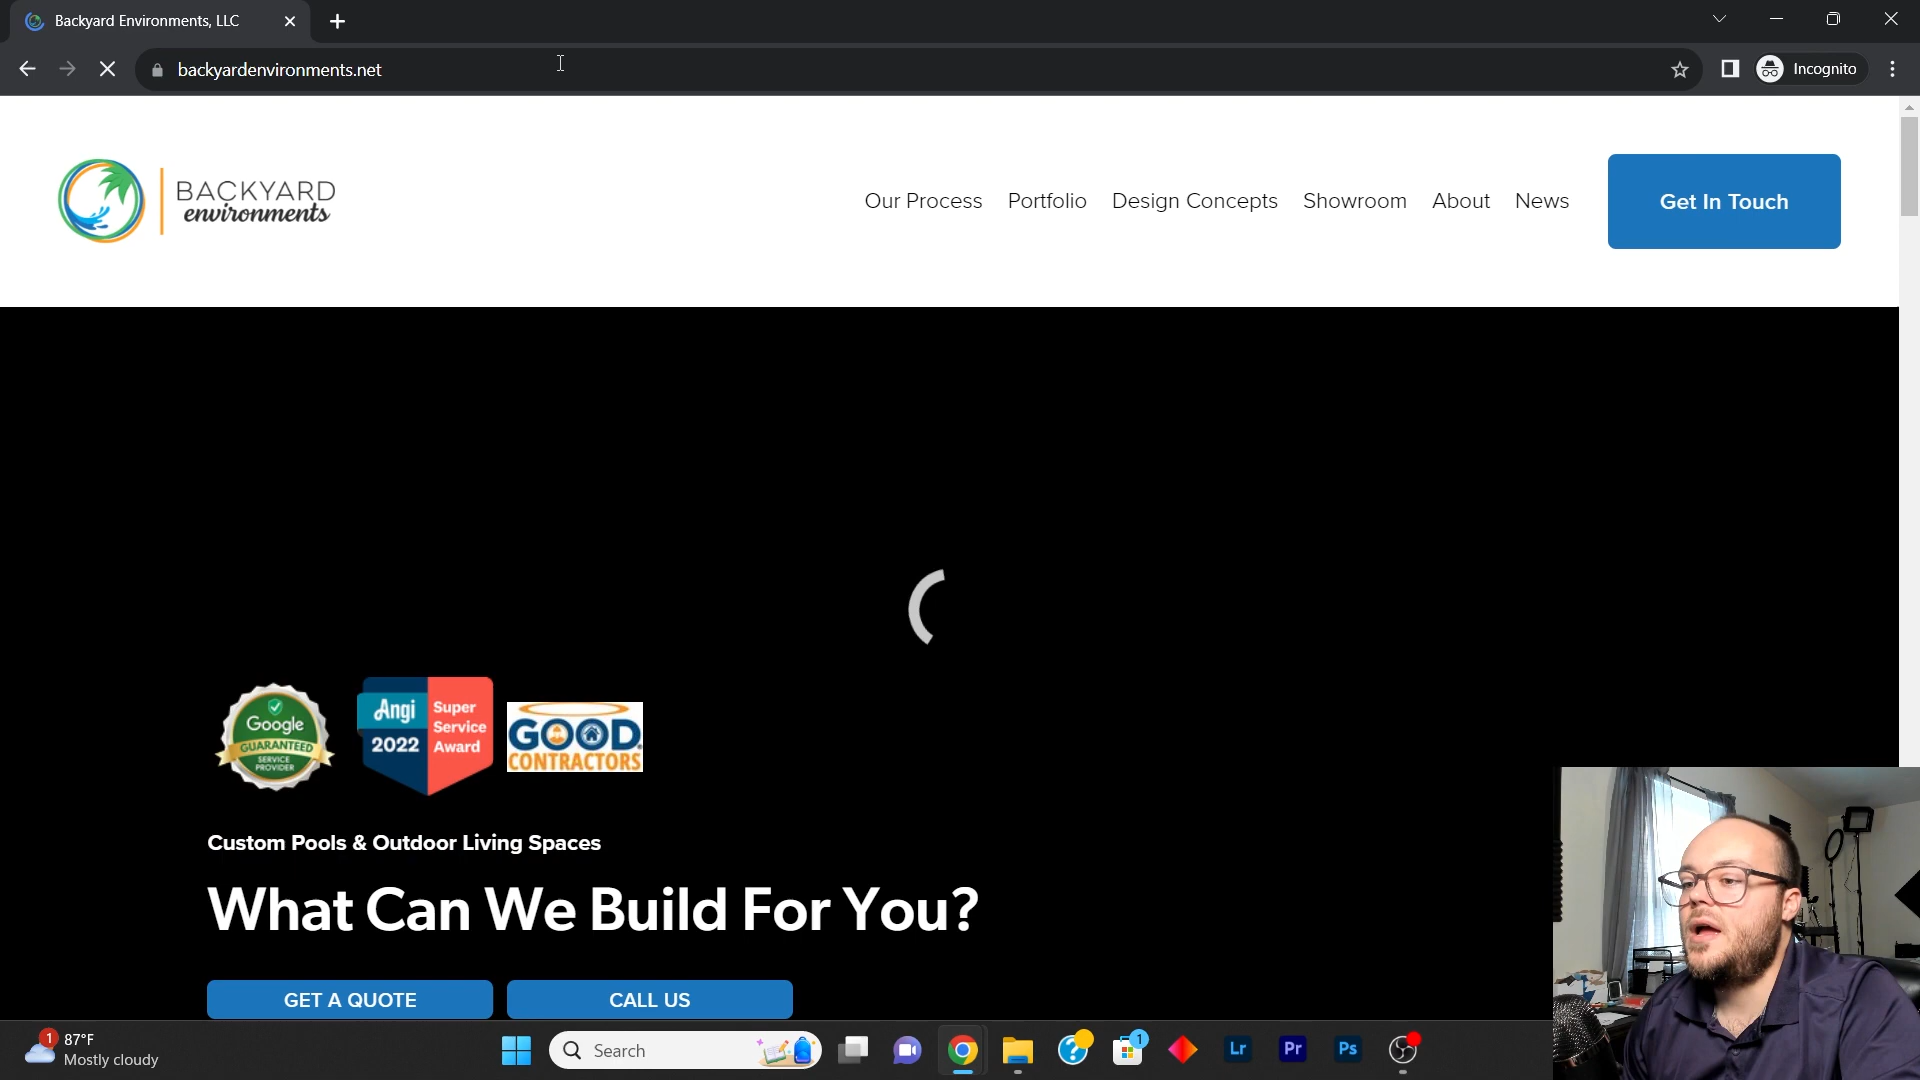 Backyard Environments, LLC
backyardenvironments.net
Incognito
BACKYARD
environments
Our Process
Portfolio
Design Concepts
Showroom
About
News
Get In Touch
Google
GUARANTEED
SERVICE
PROVIDER
Angi
2022
Super
Service
Award
GOOD
CONTRACTORS
Custom Pools & Outdoor Living Spaces
What Can We Build For You?
GET A QUOTE
CALL US
1
87°F
Mostly cloudy
Search
1
Lr
Pr
Ps